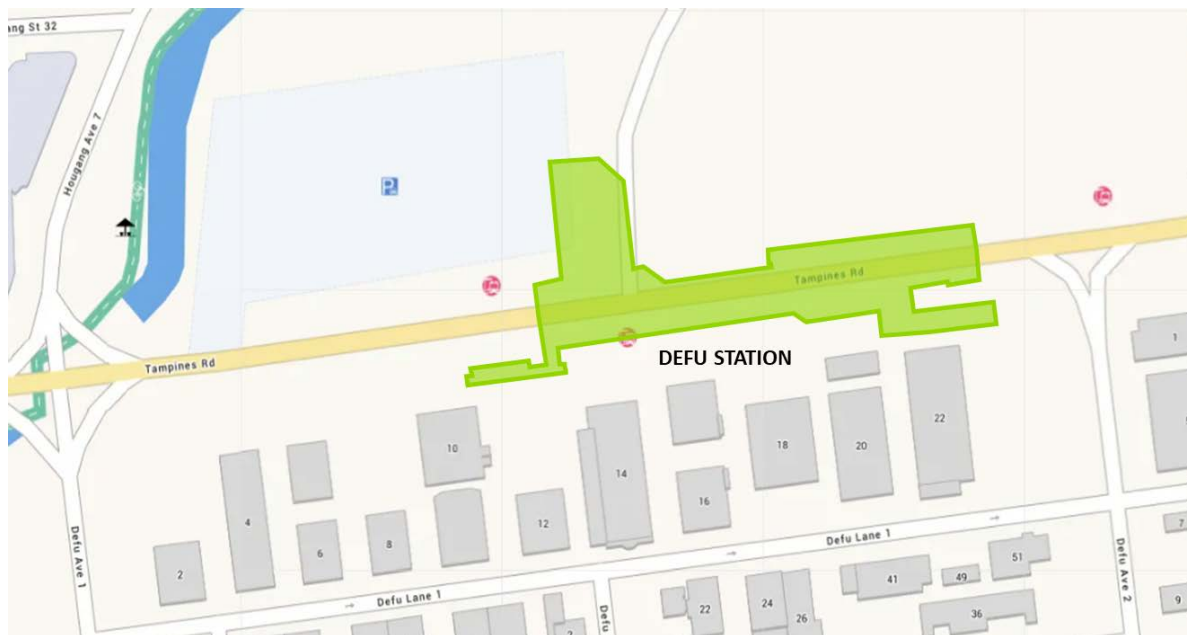 ang St 32
Hougang Ave 7
P
Tampines Rd
Tampines Rd
DEFU STATION
1
10
22
18
20
14
4
16
12
6
8
2
Defu Ave 1
Defu Lane 1
Defu Lane 1
Defu Ave 2
51
7
41
49
9
22
24
26
36
Defu
2